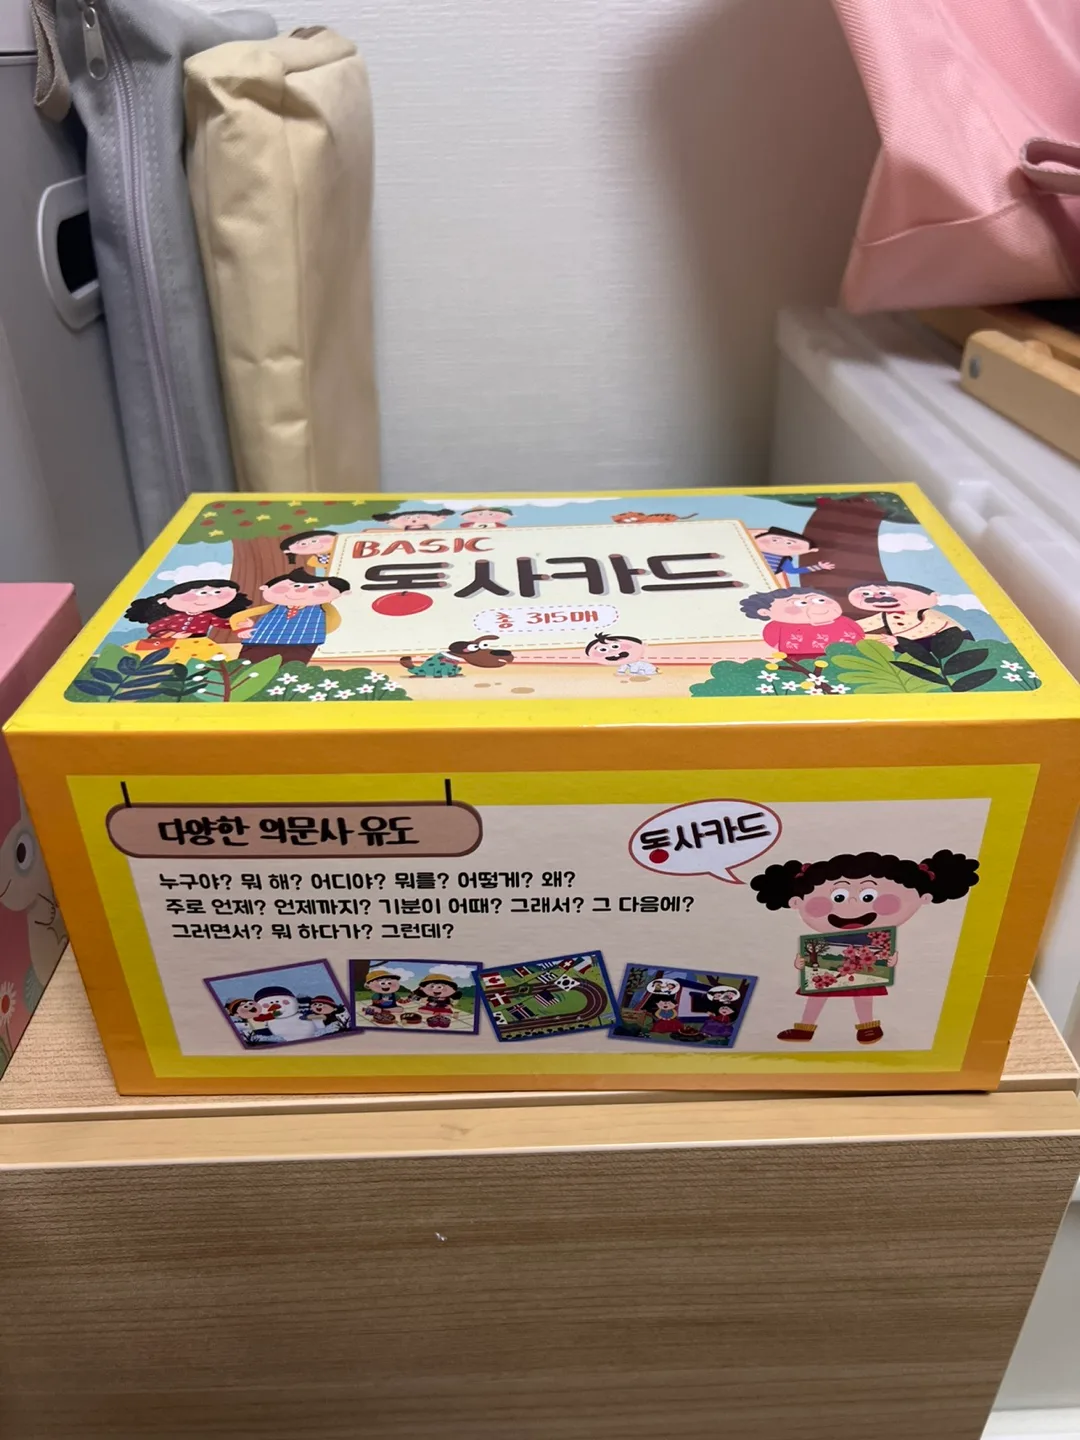 BASIC
동사카드
총 315매
다양한 의문사 유도
동사카드
누구야? 뭐 해? 어디야? 뭐를? 어떻게? 왜?
주로 언제? 언제까지? 기분이 어때? 그래서? 그 다음에?
그러면서? 뭐 하다가? 그런데?